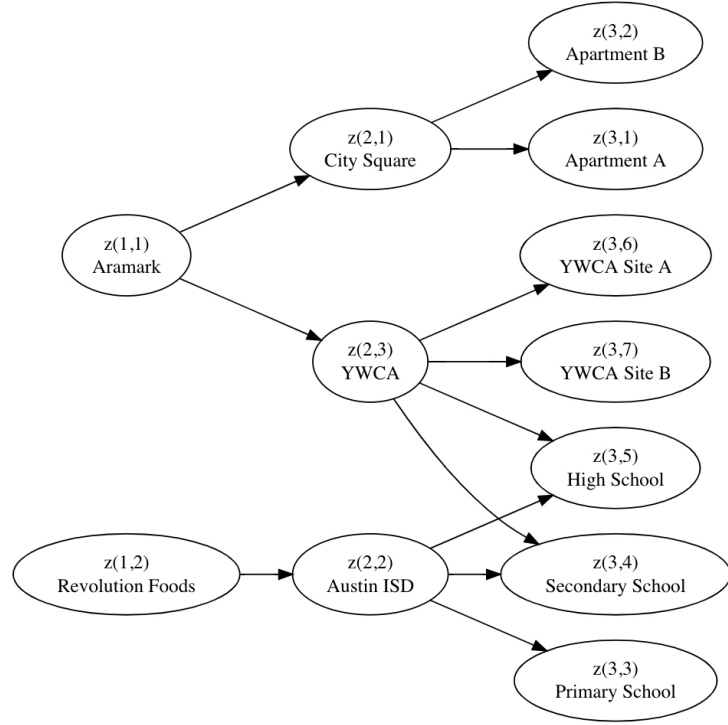 z(3,2)
Apartment B
z(2,1)
City Square
z(3,1)
Apartment A
z(1,1)
Aramark
z(3,6)
YWCA Site A
z(2,3)
YWCA
z(3,7)
YWCA Site B
z(3,5)
High School
z(1,2)
Revolution Foods
z(2,2)
Austin ISD
z(3,4)
Secondary School
z(3,3)
Primary School